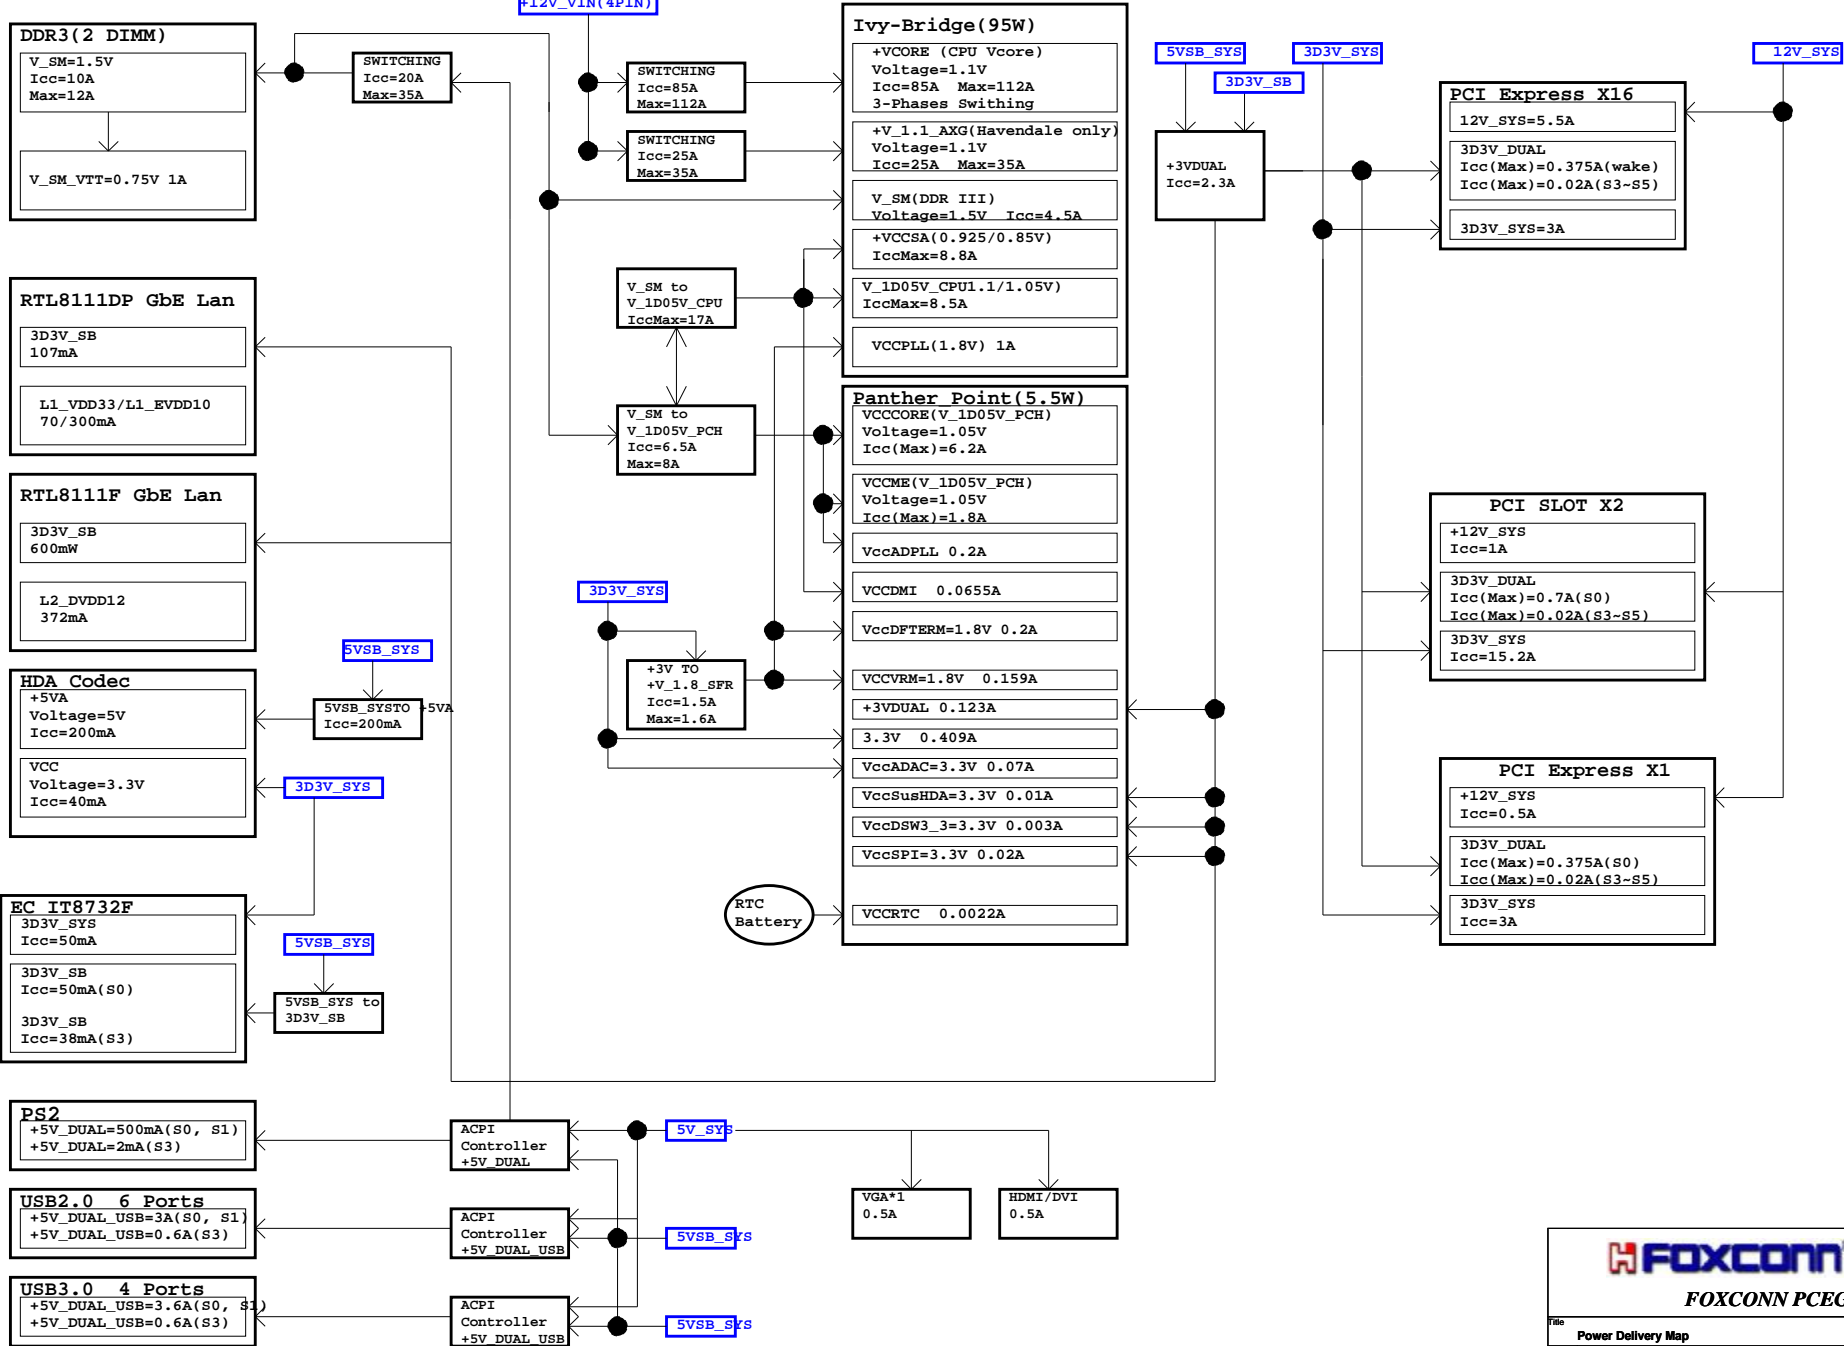 +12V_VIN(4PIN)
DDR3(2 DIMM)
V_SM=1.5V
Icc=10A
Max=12A
V_SM_VTT=0.75V 1A
SWITCHING
Icc=20A
Max=35A
SWITCHING
Icc=85A
Max=112A
SWITCHING
Icc=25A
Max=35A
Ivy-Bridge(95W)
+VCORE (CPU Vcore)
Voltage=1.1V
Icc=85A  Max=112A
3-Phases Swithing
+V_1.1_AXG(Havendale only)
Voltage=1.1V
Icc=25A  Max=35A
V_SM(DDR III)
Voltage=1.5V  Icc=4.5A
+VCCSA(0.925/0.85V)
IccMax=8.8A
V_1D05V_CPU1.1/1.05V)
IccMax=8.5A
VCCPLL(1.8V) 1A
V_SM to
V_1D05V_CPU
IccMax=17A
V_SM to
V_1D05V_PCH
Icc=6.5A
Max=8A
Panther Point(5.5W)
VCCCORE(V_1D05V_PCH)
Voltage=1.05V
Icc(Max)=6.2A
VCCME(V_1D05V_PCH)
Voltage=1.05V
Icc(Max)=1.8A
VccADPLL 0.2A
VCCDMI  0.0655A
VccDFTERM=1.8V 0.2A
VCCVRM=1.8V  0.159A
+3VDUAL 0.123A
3.3V  0.409A
VccADAC=3.3V 0.07A
VccSusHDA=3.3V 0.01A
VccDSW3_3=3.3V 0.003A
VccSPI=3.3V 0.02A
VCCRTC  0.0022A
RTC
Battery
3D3V_SYS
+3V TO
+V_1.8_SFR
Icc=1.5A
Max=1.6A
5VSB_SYS
3D3V_SB
3D3V_SYS
12V_SYS
+3VDUAL
Icc=2.3A
PCI Express X16
12V_SYS=5.5A
3D3V_DUAL
Icc(Max)=0.375A(wake)
Icc(Max)=0.02A(S3~S5)
3D3V_SYS=3A
PCI SLOT X2
+12V_SYS
Icc=1A
3D3V_DUAL
Icc(Max)=0.7A(S0)
Icc(Max)=0.02A(S3~S5)
3D3V_SYS
Icc=15.2A
PCI Express X1
+12V_SYS
Icc=0.5A
3D3V_DUAL
Icc(Max)=0.375A(S0)
Icc(Max)=0.02A(S3~S5)
3D3V_SYS
Icc=3A
RTL8111DP GbE Lan
3D3V_SB
107mA
L1_VDD33/L1_EVDD10
70/300mA
RTL8111F GbE Lan
3D3V_SB
600mW
L2_DVDD12
372mA
HDA Codec
+5VA
Voltage=5V
Icc=200mA
VCC
Voltage=3.3V
Icc=40mA
5VSB_SYS
5VSB_SYSTO +5VA
Icc=200mA
3D3V_SYS
EC IT8732F
3D3V_SYS
Icc=50mA
3D3V_SB
Icc=50mA(S0)
3D3V_SB
Icc=38mA(S3)
5VSB_SYS
5VSB_SYS to
3D3V_SB
PS2
+5V_DUAL=500mA(S0, S1)
+5V_DUAL=2mA(S3)
USB2.0  6 Ports
+5V_DUAL_USB=3A(S0, S1)
+5V_DUAL_USB=0.6A(S3)
USB3.0  4 Ports
+5V_DUAL_USB=3.6A(S0, S1)
+5V_DUAL_USB=0.6A(S3)
ACPI
Controller
+5V_DUAL
ACPI
Controller
+5V_DUAL_USB
ACPI
Controller
+5V_DUAL_USB
5V_SYS
5VSB_SYS
5VSB_SYS
VGA*1
0.5A
HDMI/DVI
0.5A
FOXCONN
FOXCONN PCEG
Title
Power Delivery Map